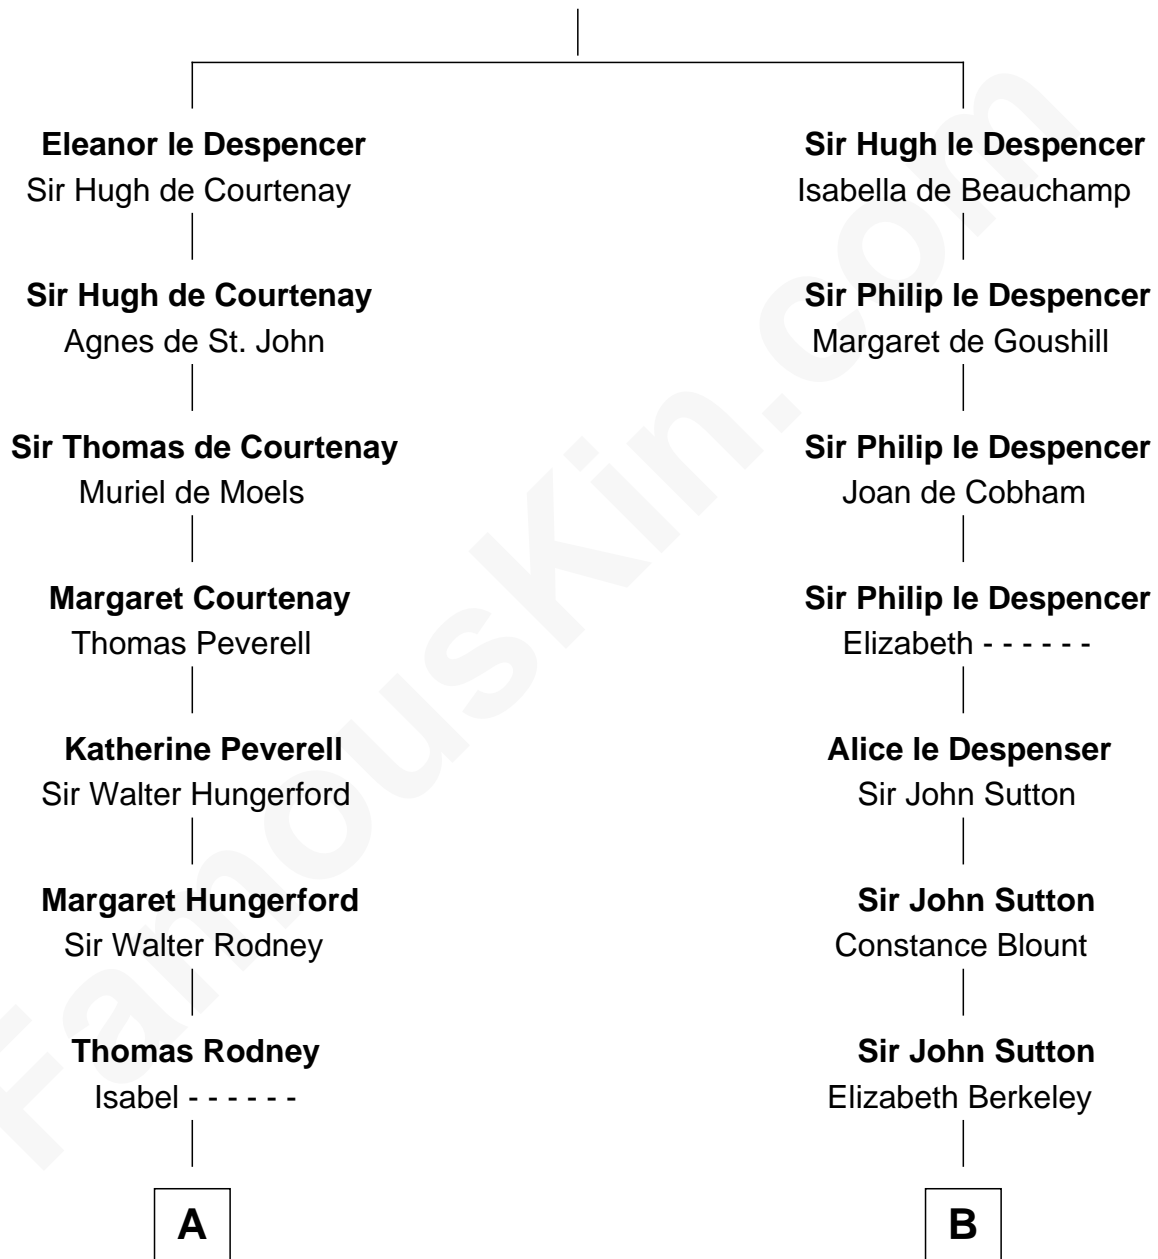 Eleanor le Despencer
Sir Hugh de Courtenay
Sir Hugh de Courtenay
Agnes de St. John
Sir Thomas de Courtenay
Muriel de Moels
Margaret Courtenay
Thomas Peverell
Katherine Peverell
Sir Walter Hungerford
Margaret Hungerford
Sir Walter Rodney
Thomas Rodney
Isabel - - - - - -
A
Sir Hugh le Despencer
Isabella de Beauchamp
Sir Philip le Despencer
Margaret de Goushill
Sir Philip le Despencer
Joan de Cobham
Sir Philip le Despencer
Elizabeth - - - - - -
Alice le Despenser
Sir John Sutton
Sir John Sutton
Constance Blount
Sir John Sutton
Elizabeth Berkeley
B
FamousKin.com